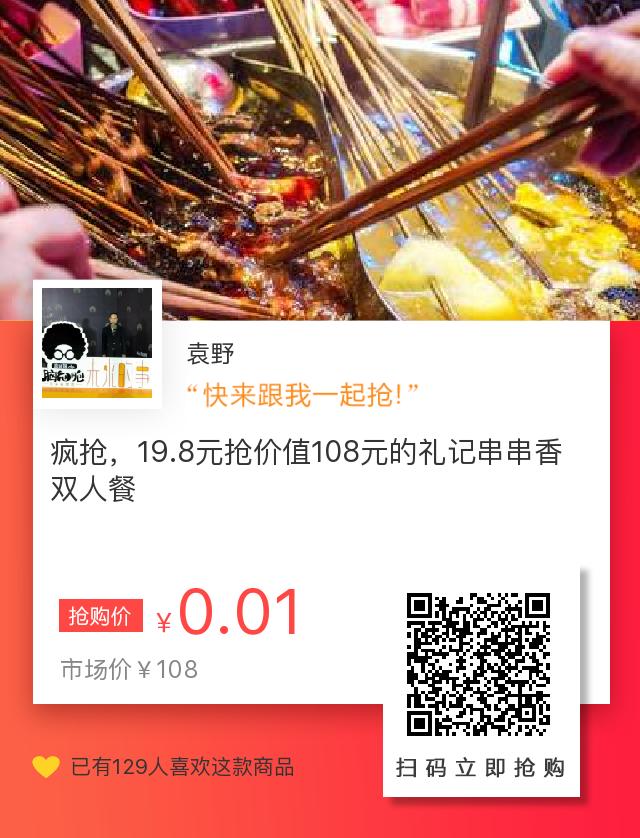 袁野
“快来跟我一起抢!”
疯抢，19.8元抢价值108元的礼记串串香
双人餐
抢购价 ¥0.01
市场价¥108
已有129人喜欢这款商品
扫码立即抢购